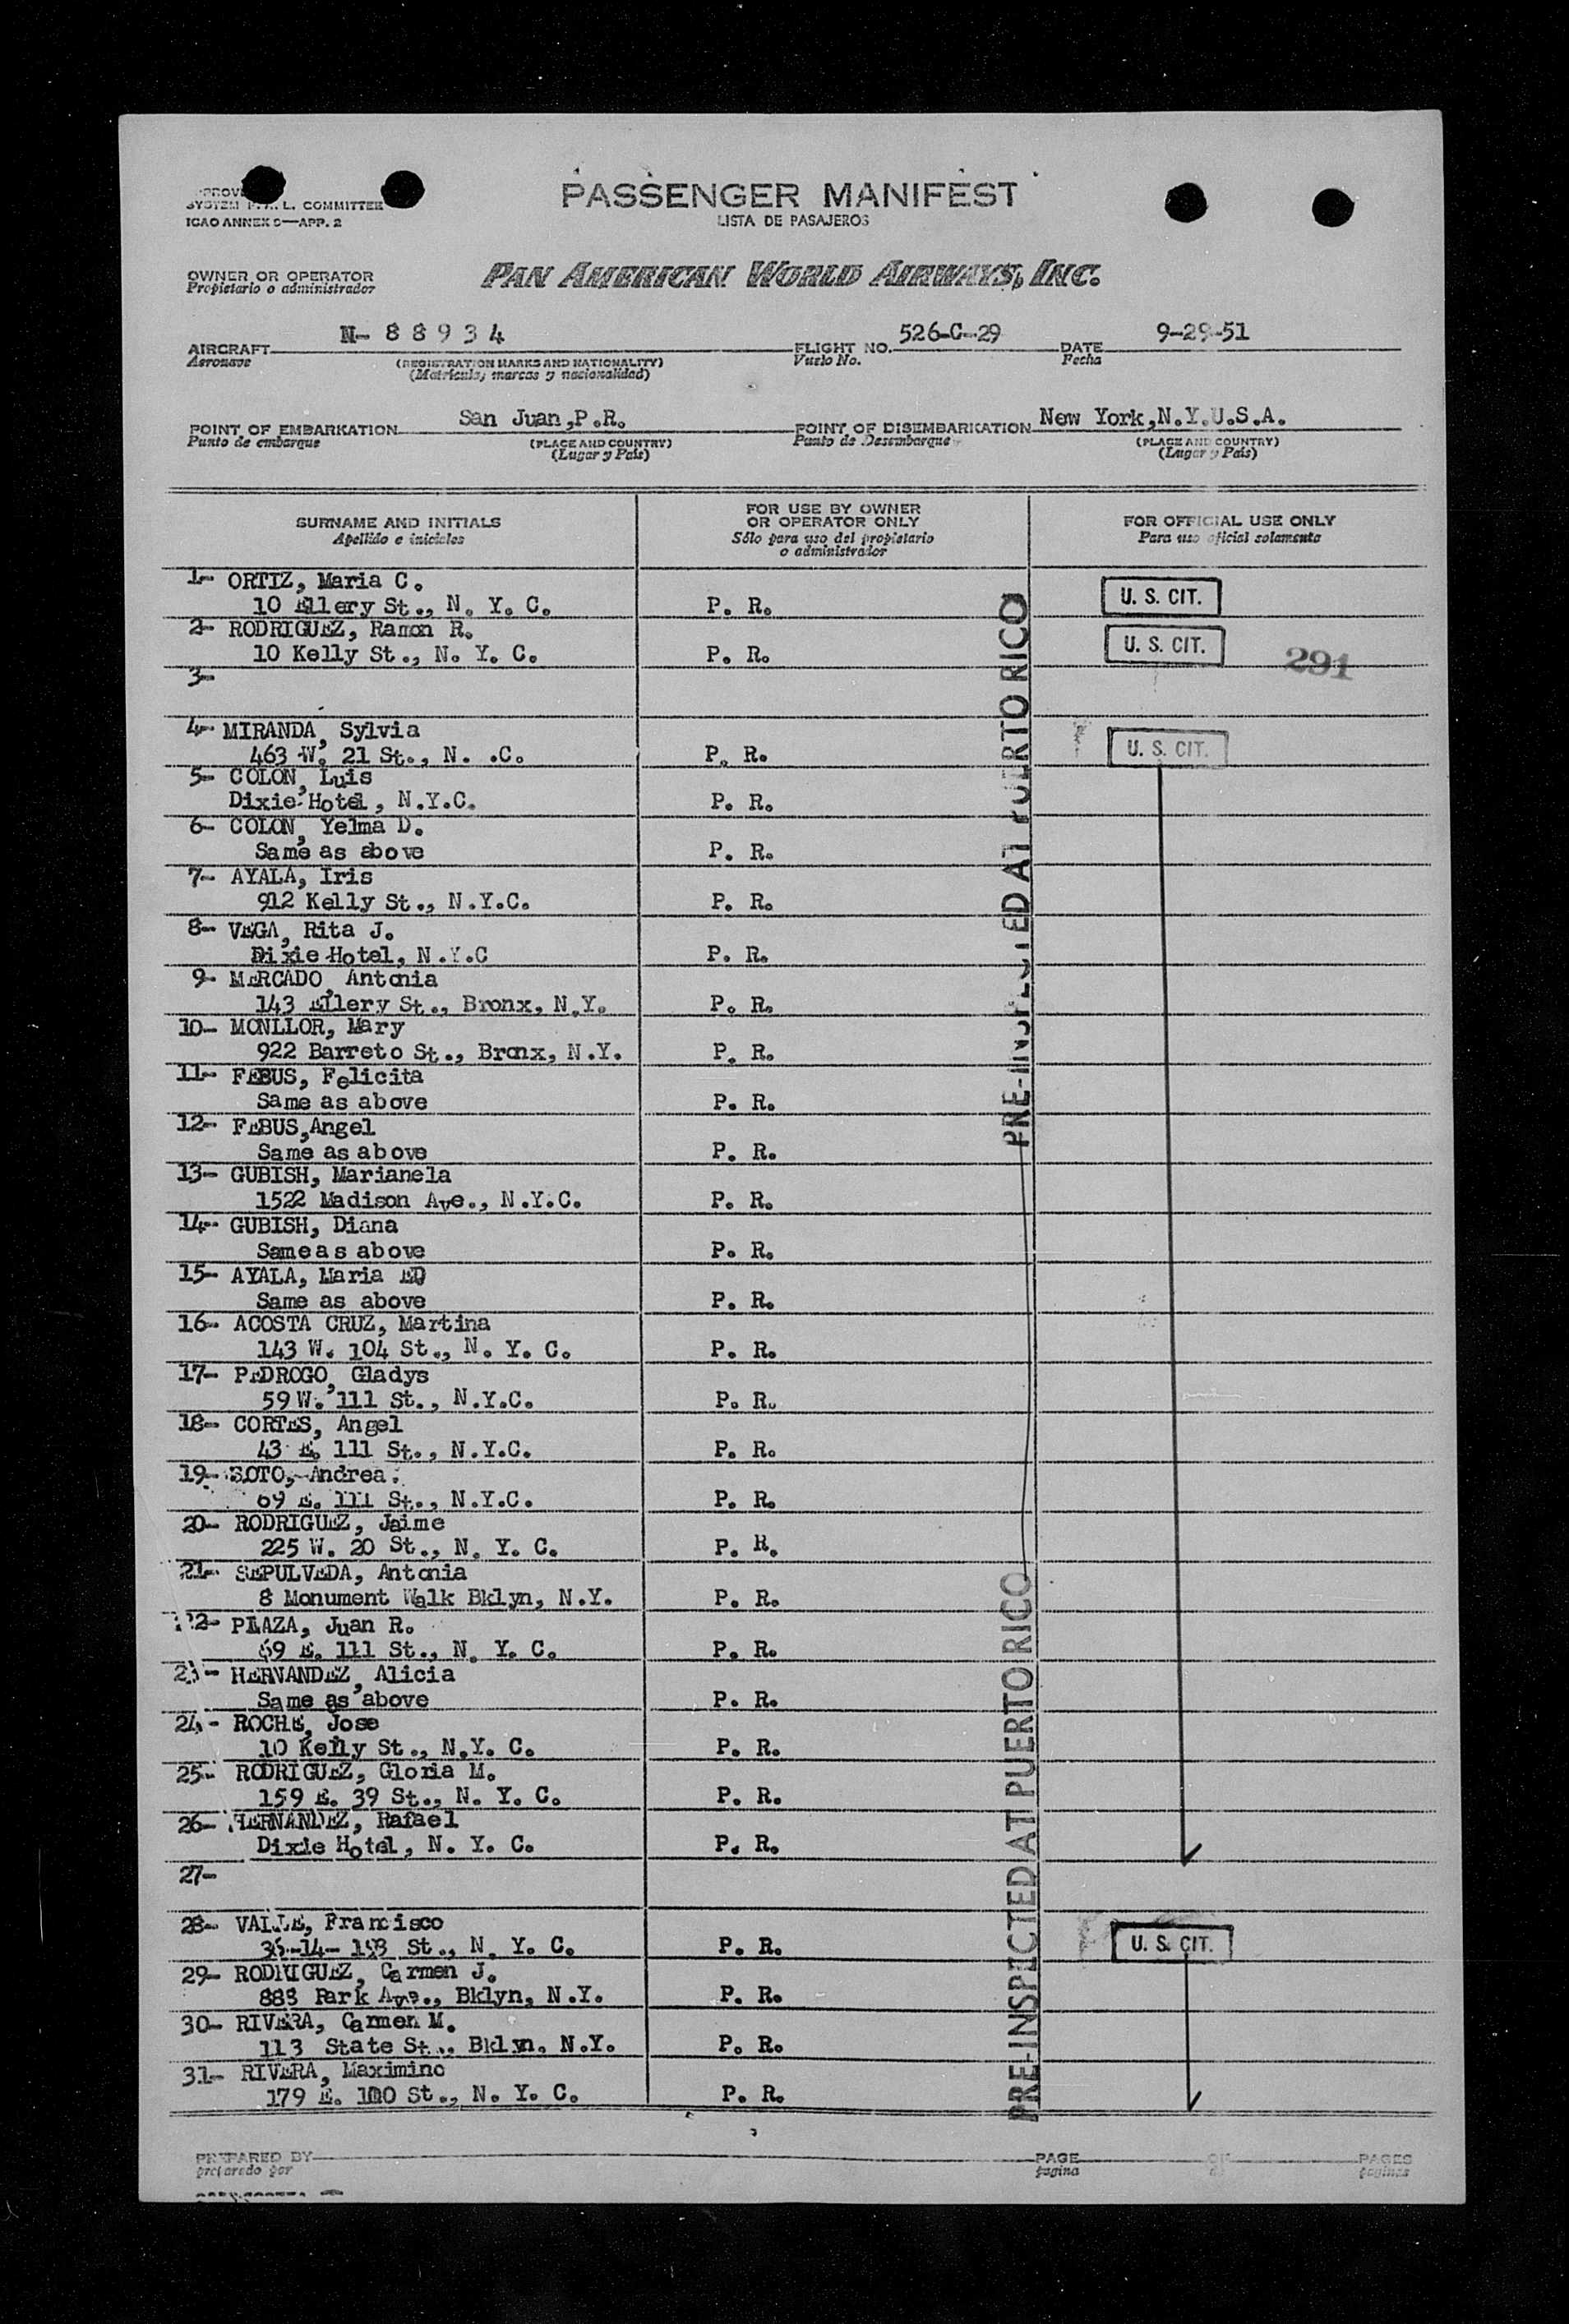 SYSTEM F.A.L. COMMITTEE
ICAO ANNEX 9—APP. 2
PASSENGER MANIFEST
LISTA DE PASAJEROS
OWNER OR OPERATOR
Propietario o administrador
PAN AMERICAN WORLD AIRWAYS, INC.
AIRCRAFT N- 8 8 9 3 4 FLIGHT NO. 526-C-29 DATE 9-29-51
Aeronave (REGISTRATION MARKS AND NATIONALITY) Vuelo No. Fecha
(Matrícula, marcas y nacionalidad)
POINT OF EMBARKATION San Juan,P.R. POINT OF DISEMBARKATION New York,N.Y.U.S.A.
Punto de embarque (PLACE AND COUNTRY) Punto de Desembarque (PLACE AND COUNTRY)
(Lugar y País) (Lugar y País)
SURNAME AND INITIALS
Apellido e iniciales
FOR USE BY OWNER
OR OPERATOR ONLY
Sólo para uso del propietario
o administrador
FOR OFFICIAL USE ONLY
Para uso oficial solamente
1- ORTIZ, Maria C.
10 Ellery St., N. Y. C. P. R. U. S. CIT.
2- RODRIGUEZ, Ramon R.
10 Kelly St., N. Y. C. P. R. U. S. CIT. 291
3-
4- MIRANDA, Sylvia
463 W. 21 St., N. .C. P. R. U. S. CIT.
5- COLON, Luis
Dixie Hotel, N.Y.C. P. R.
6- COLON, Yelma D.
Same as above P. R.
7- AYALA, Iris
912 Kelly St., N.Y.C. P. R.
8- VEGA, Rita J.
Dixie Hotel, N.Y.C P. R.
9- MERCADO, Antonia
143 Ellery St., Bronx, N.Y. P. R.
10- MONLLOR, Mary
922 Barreto St., Bronx, N.Y. P. R.
11- FEBUS, Felicita
Same as above P. R.
12- FEBUS,Angel
Same as above P. R.
13- GUBISH, Marianela
1522 Madison Ave., N.Y.C. P. R.
14- GUBISH, Diana
Same as above P. R.
15- AYALA, Maria ED
Same as above P. R.
16- ACOSTA CRUZ, Martina
143 W. 104 St., N. Y. C. P. R.
17- PEDROGO, Gladys
59 W. 111 St., N.Y.C. P. R.
18- CORTES, Angel
43 E. 111 St., N.Y.C. P. R.
19- SOTO, Andrea
69 E. 111 St., N.Y.C. P. R.
20- RODRIGUEZ, Jaime
225 W. 20 St., N. Y. C. P. R.
21- SEPULVEDA, Antonia
8 Monument Walk Bklyn, N.Y. P. R.
22- PLAZA, Juan R.
69 E. 111 St., N. Y. C. P. R.
23- HERNANDEZ, Alicia
Same as above P. R.
24- ROCHE, Jose
10 Kelly St., N.Y. C. P. R.
25- RODRIGUEZ, Gloria M.
159 E. 39 St., N. Y. C. P. R.
26- HERNANDEZ, Rafael
Dixie Hotel, N. Y. C. P. R.
27-
28- VALLE, Francisco
St., N. Y. C. P. R. U. S. CIT.
29- RODRIGUEZ, Carmen J.
888 Park Ave., Bklyn, N.Y. P. R.
30- RIVERA, Carmen M.
113 State St., Bklyn. N.Y. P. R.
31- RIVERA, Maximino
179 E. 100 St., N. Y. C. P. R.
PRE-INSPECTED AT PUERTO RICO
PRE-INSPECTED AT PUERTO RICO
PREPARED BY PAGE OF PAGES
preparado por página de páginas